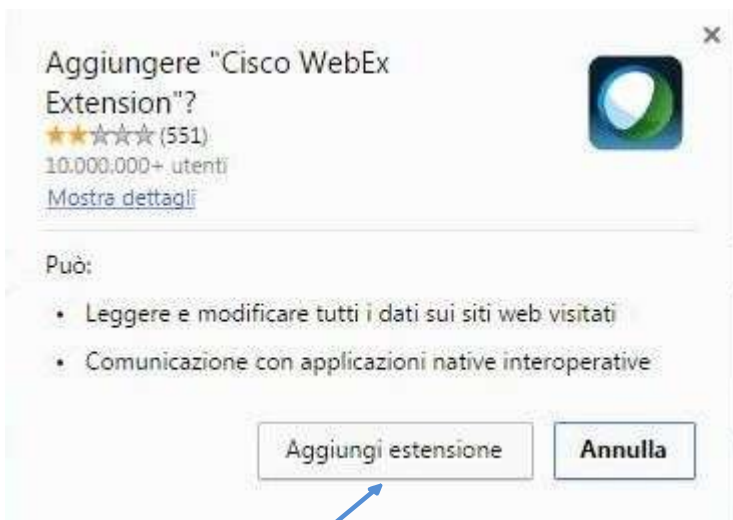 Aggiungere "Cisco WebEx
Extension"?
(551)
10.000.000+ utenti
Mostra dettagli
Può:
• Leggere e modificare tutti i dati sui siti web visitati
• Comunicazione con applicazioni native interoperative
Aggiungi estensione
Annulla